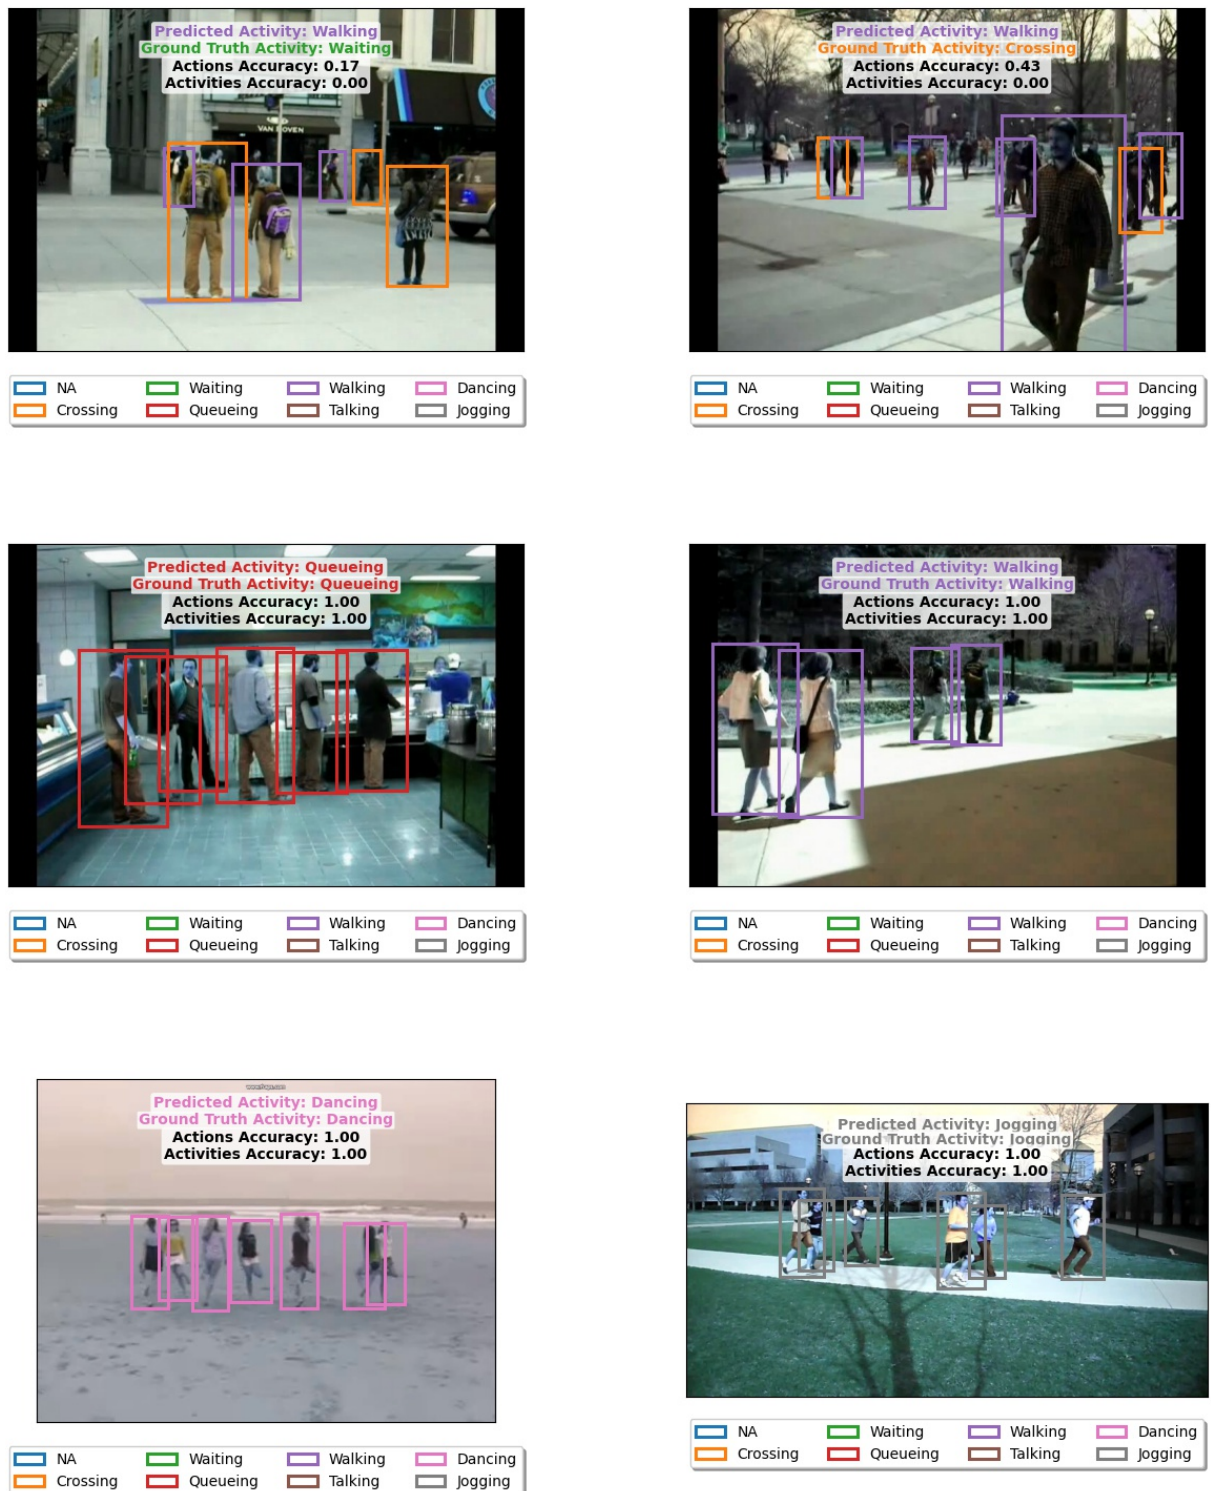 Predicted Activity: Walking
Ground Truth Activity: Waiting
Actions Accuracy: 0.17
Activities Accuracy: 0.00
NA Waiting Walking Dancing
Crossing Queueing Talking Jogging
Predicted Activity: Walking
Ground Truth Activity: Crossing
Actions Accuracy: 0.43
Activities Accuracy: 0.00
NA Waiting Walking Dancing
Crossing Queueing Talking Jogging
Predicted Activity: Queueing
Ground Truth Activity: Queueing
Actions Accuracy: 1.00
Activities Accuracy: 1.00
NA Waiting Walking Dancing
Crossing Queueing Talking Jogging
Predicted Activity: Walking
Ground Truth Activity: Walking
Actions Accuracy: 1.00
Activities Accuracy: 1.00
NA Waiting Walking Dancing
Crossing Queueing Talking Jogging
Predicted Activity: Dancing
Ground Truth Activity: Dancing
Actions Accuracy: 1.00
Activities Accuracy: 1.00
NA Waiting Walking Dancing
Crossing Queueing Talking Jogging
Predicted Activity: Jogging
Ground Truth Activity: Jogging
Actions Accuracy: 1.00
Activities Accuracy: 1.00
NA Waiting Walking Dancing
Crossing Queueing Talking Jogging